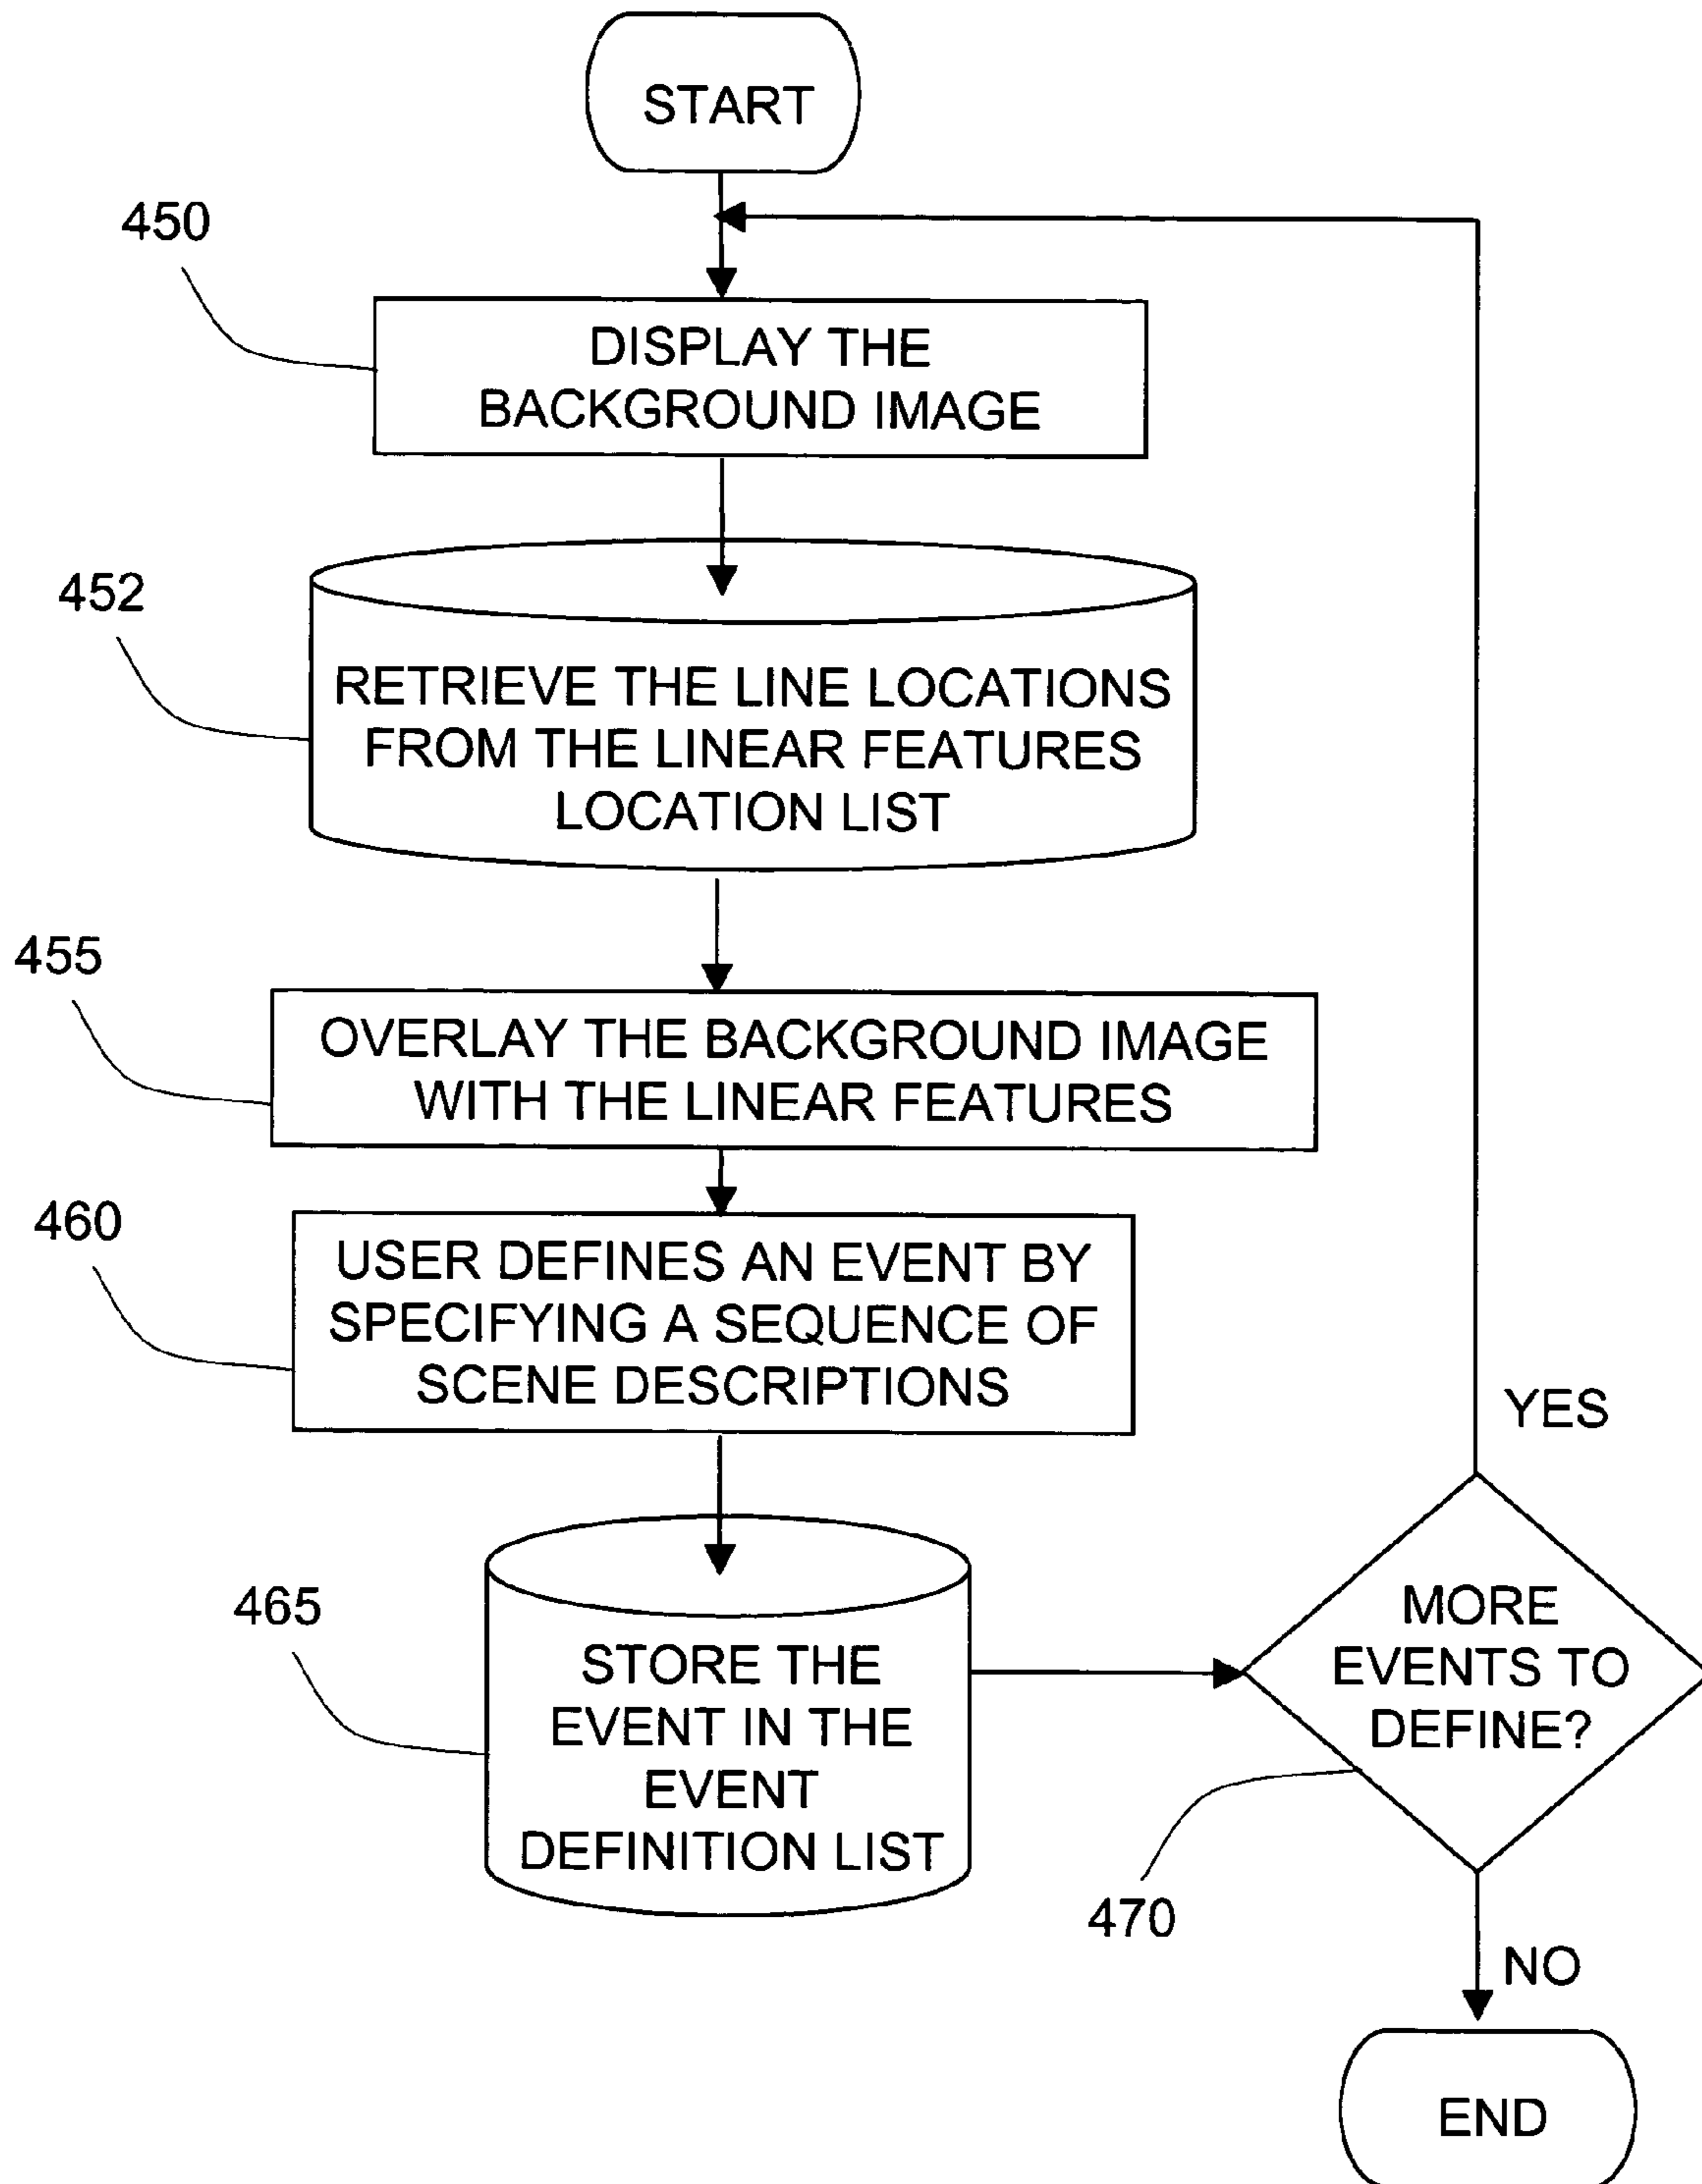 START
450
DISPLAY THE
BACKGROUND IMAGE
452
RETRIEVE THE LINE LOCATIONS
FROM THE LINEAR FEATURES
LOCATION LIST
455
OVERLAY THE BACKGROUND IMAGE
WITH THE LINEAR FEATURES
460
USER DEFINES AN EVENT BY
SPECIFYING A SEQUENCE OF
SCENE DESCRIPTIONS
465
STORE THE
EVENT IN THE
EVENT
DEFINITION LIST
YES
MORE
EVENTS TO
DEFINE?
470
NO
END